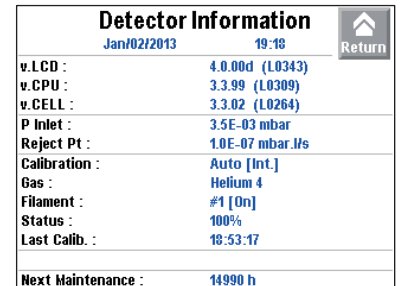 Detector Information
Jan/02/2013 19:18
Return
v.LCD : 4.0.00d (L0343)
v.CPU : 3.3.99 (L0309)
v.CELL : 3.3.02 (L0264)
P Inlet : 3.5E-03 mbar
Reject Pt : 1.0E-07 mbar.l/s
Calibration : Auto [Int.]
Gas : Helium 4
Filament : #1 [On]
Status : 100%
Last Calib. : 18:53:17
Next Maintenance : 14990 h